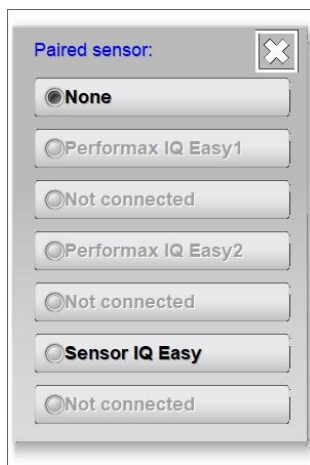 Paired sensor:
None
Performax IQ Easy1
Not connected
Performax IQ Easy2
Not connected
Sensor IQ Easy
Not connected